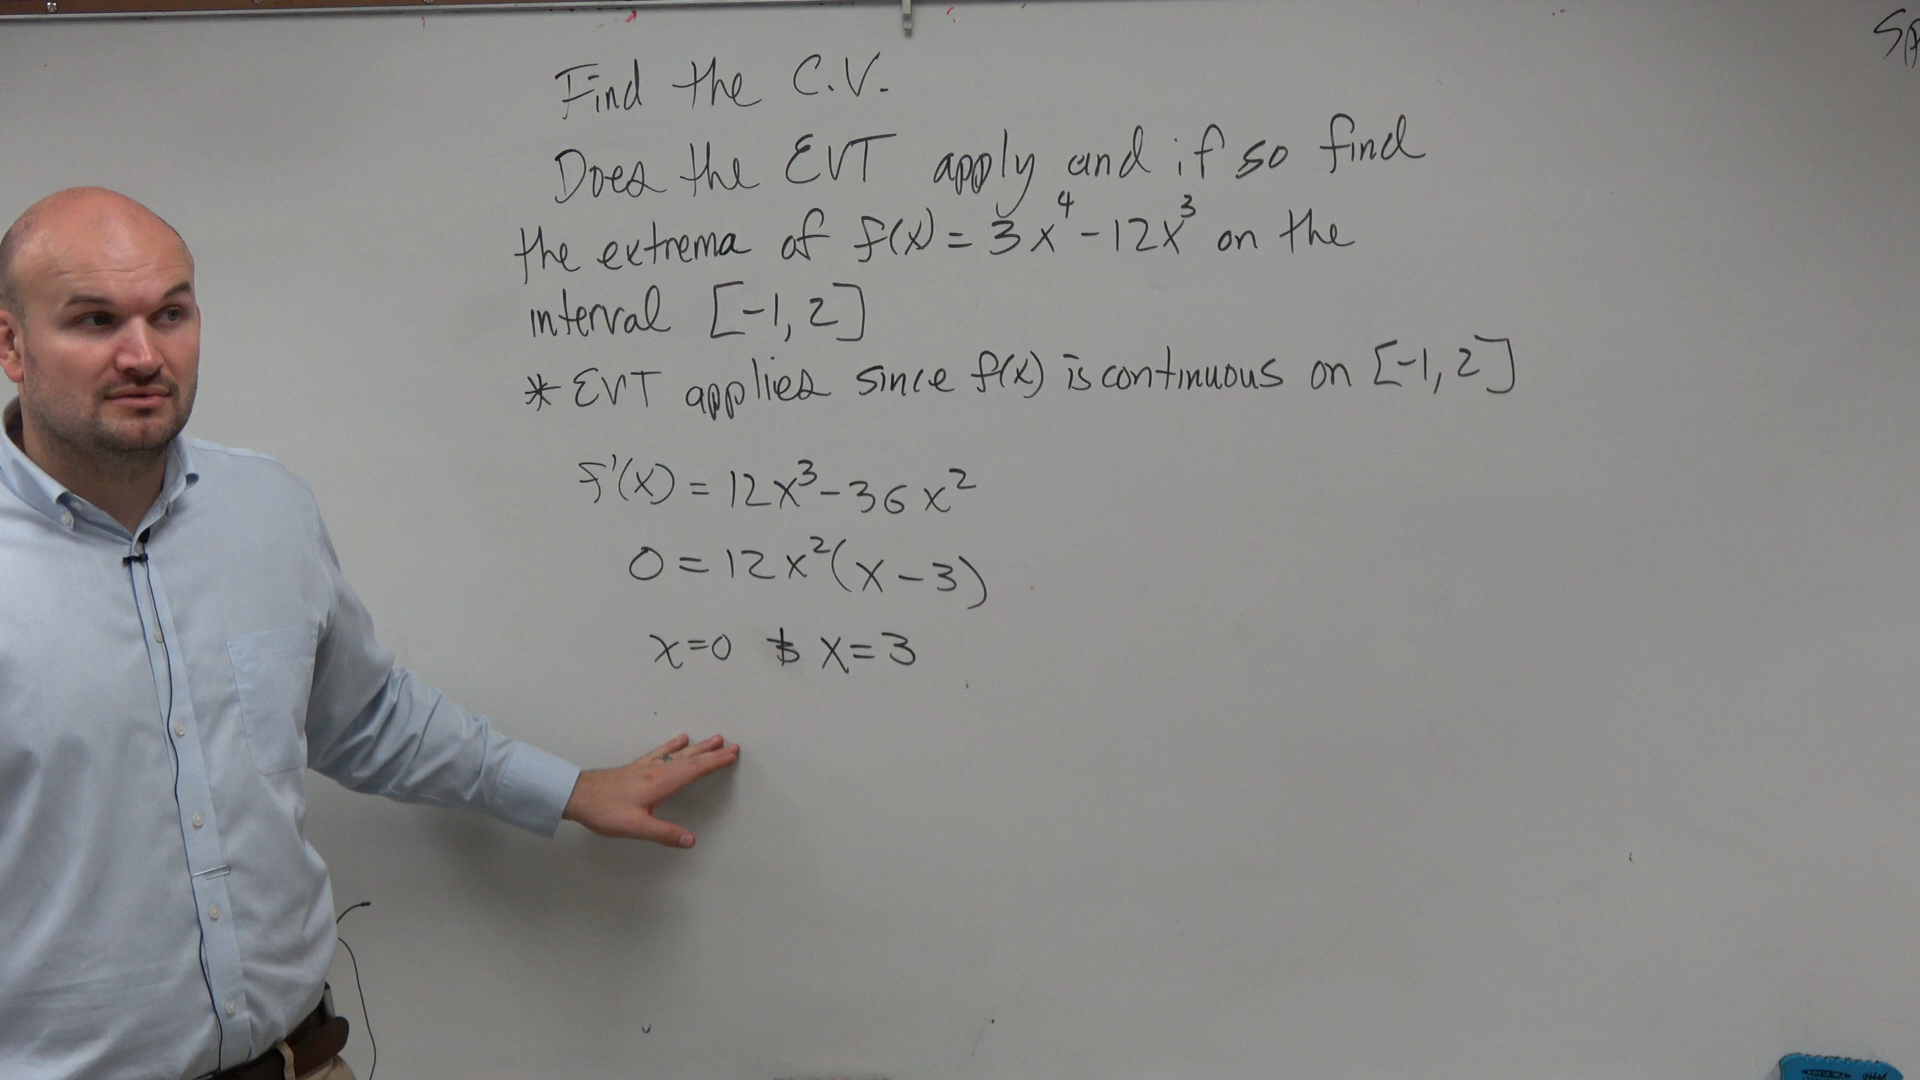 Find the C.V.
Does the EVT apply and if so find
the extrema of f(x) = 3x⁴ - 12x³ on the
interval [-1, 2]
* EVT applies since f(x) is continuous on [-1, 2]
f'(x) = 12x³ - 36x²
0 = 12x²(x - 3)
x=0 & x=3